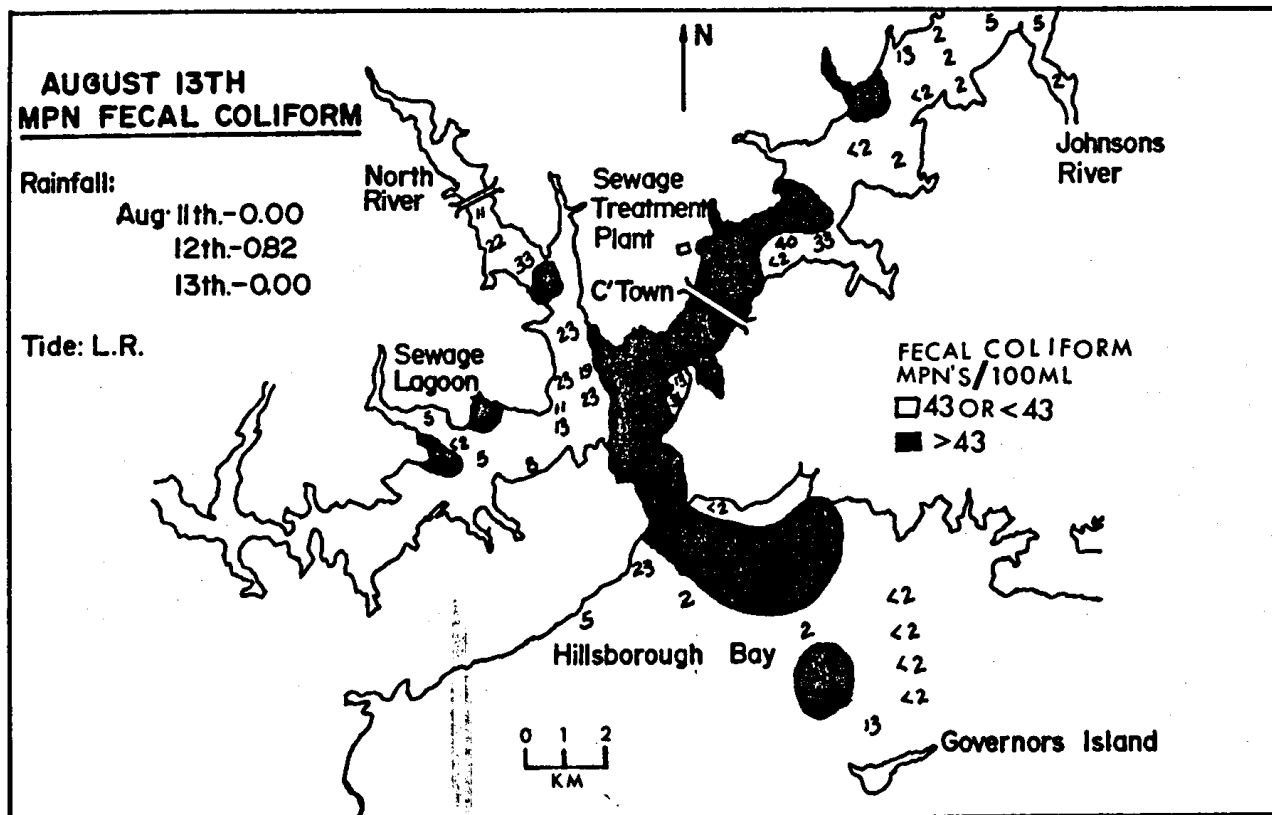 AUGUST 13TH
MPN FECAL COLIFORM
Rainfall:
Aug 11th.-0.00
12th.-0.82
13th.-0.00
Tide: L.R.
N
North
River
Sewage
Treatment
Plant
C'Town
Sewage
Lagoon
Johnsons
River
FECAL COLIFORM
MPN'S/100ML
43 OR <43
>43
Hillsborough Bay
Governors Island
0 1 2
KM
5
5
13
2
2
2
<2
2
<2
2
11
22
33
40
33
<2
23
23
19
23
11
13
13
5
<2
5
8
<2
23
2
5
2
<2
<2
<2
<2
13